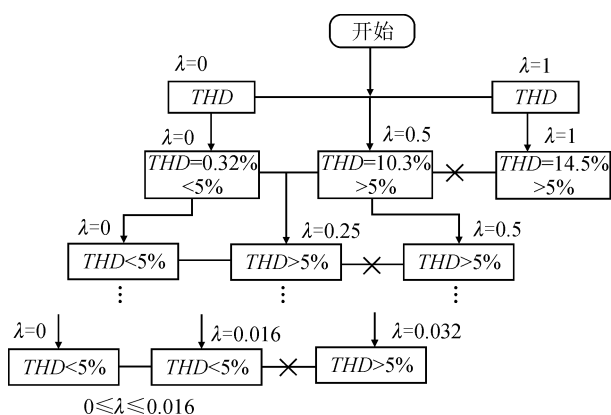 开始
λ=0
λ=1
THD
THD
λ=0
λ=0.5
λ=1
THD=0.32%
<5%
THD=10.3%
>5%
THD=14.5%
>5%
λ=0
λ=0.25
λ=0.5
THD<5%
THD>5%
THD>5%
⋮
⋮
⋮
λ=0
λ=0.016
λ=0.032
THD<5%
THD<5%
THD>5%
0≤λ≤0.016